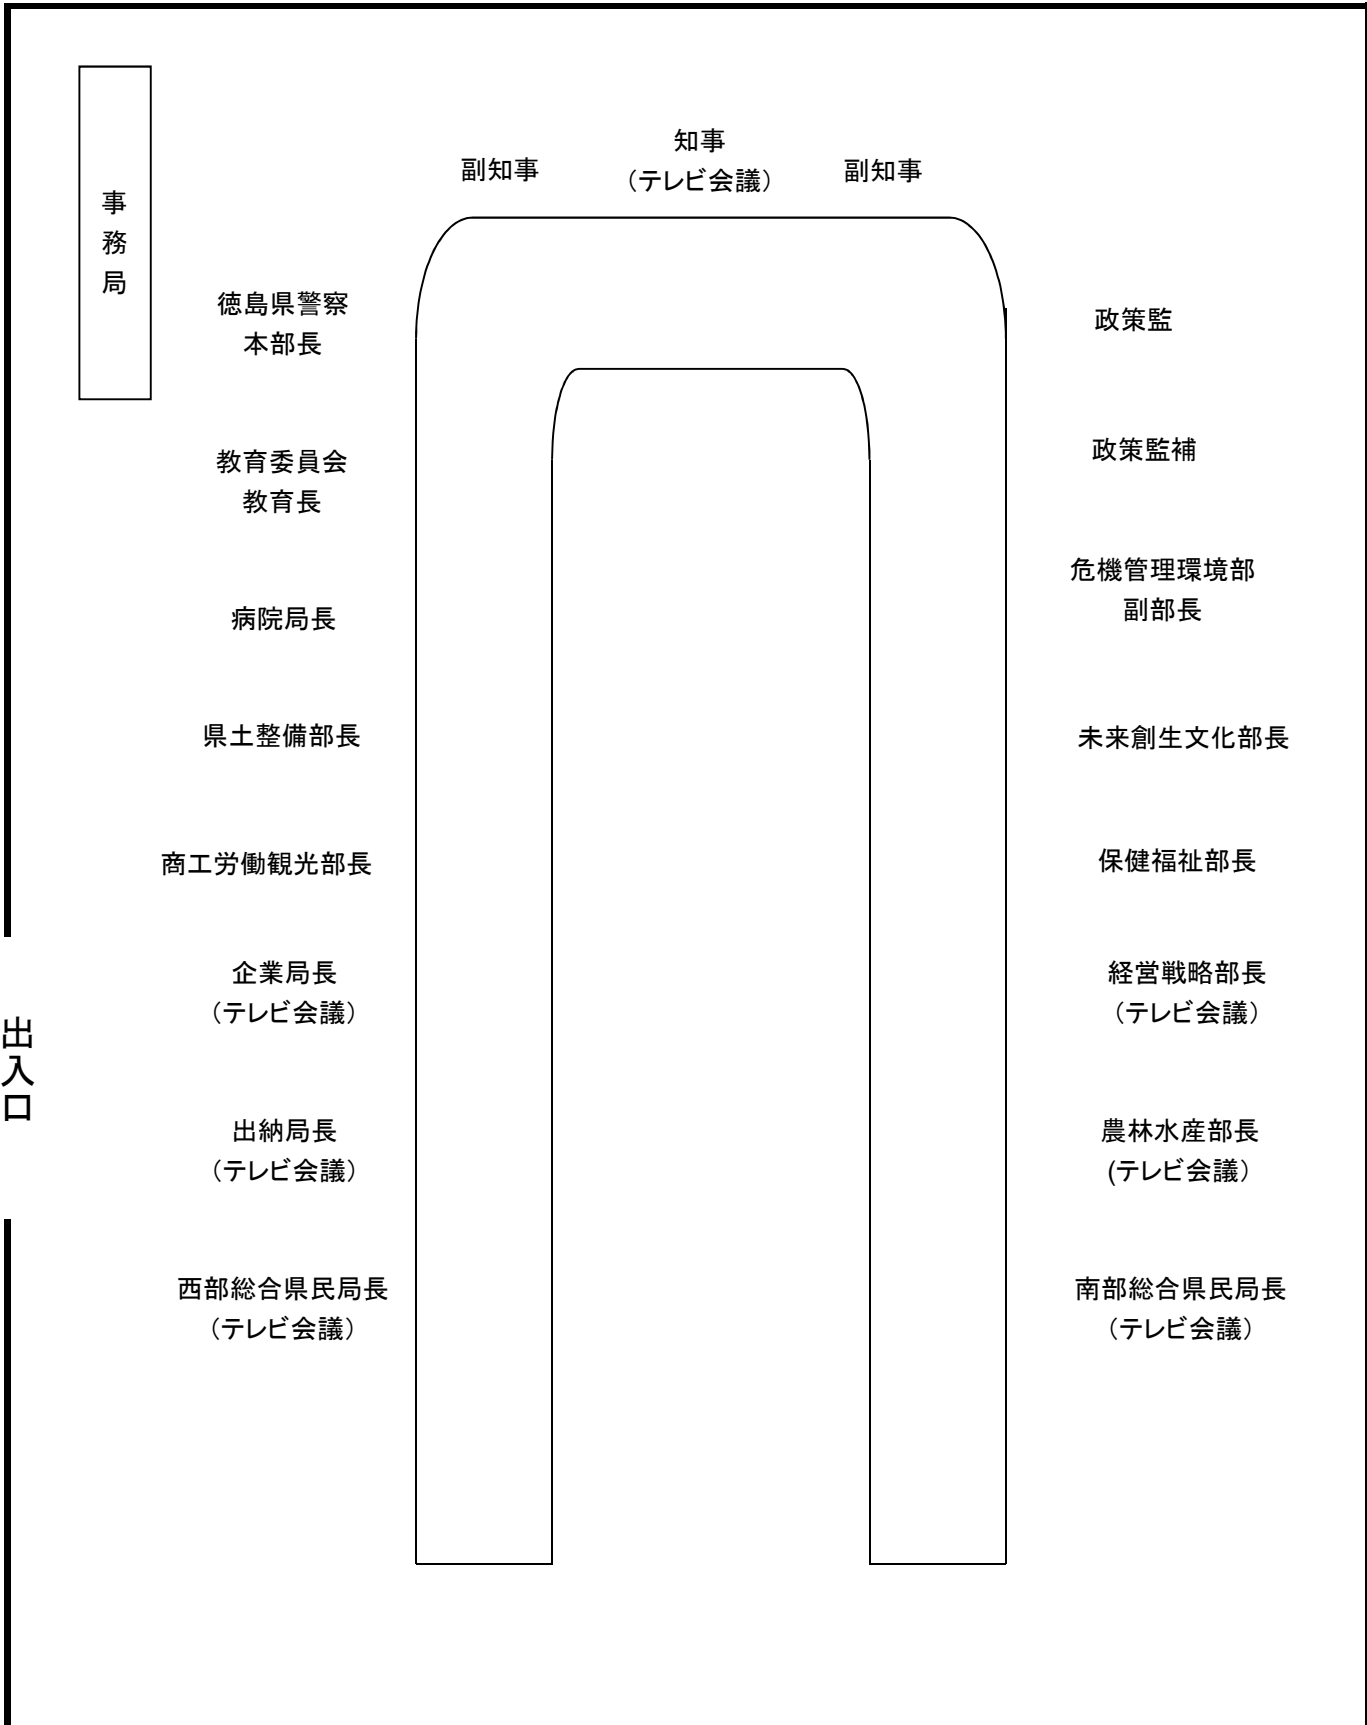 事務局
副知事
知事
（テレビ会議）
副知事
徳島県警察
本部長
教育委員会
教育長
病院局長
県土整備部長
商工労働観光部長
企業局長
（テレビ会議）
出納局長
（テレビ会議）
西部総合県民局長
（テレビ会議）
政策監
政策監補
危機管理環境部
副部長
未来創生文化部長
保健福祉部長
経営戦略部長
（テレビ会議）
農林水産部長
(テレビ会議）
南部総合県民局長
（テレビ会議）
出入口